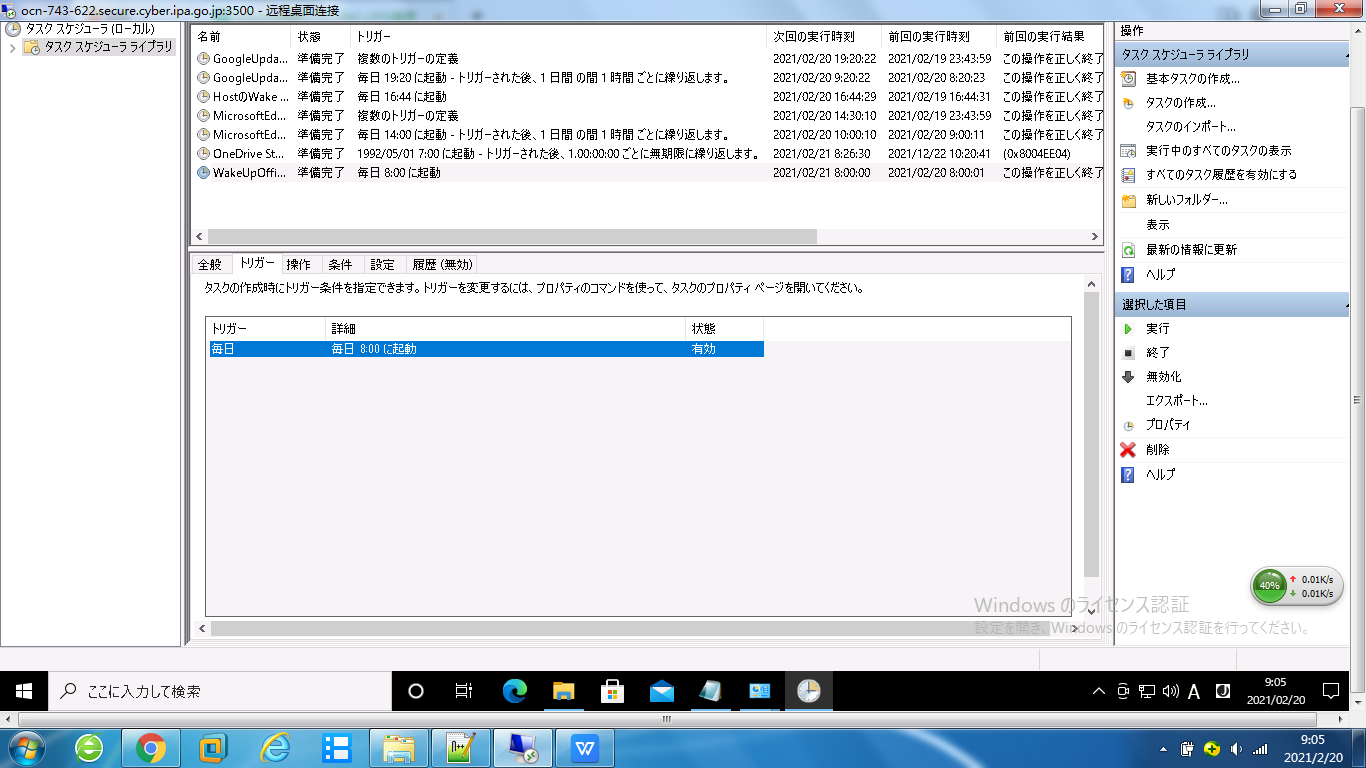 ocn-743-622.secure.cyber.ipa.go.jp:3500 - 远程桌面连接
タスク スケジューラ (ローカル)
タスク スケジューラ ライブラリ
名前 状態 トリガー 次回の実行時刻 前回の実行時刻 前回の実行結果
GoogleUpda... 準備完了 複数のトリガーの定義 2021/02/20 19:20:22 2021/02/19 23:43:59 この操作を正しく終了
GoogleUpda... 準備完了 毎日 19:20 に起動 - トリガーされた後、1 日間 の間 1 時間 ごとに繰り返します。 2021/02/20 9:20:22 2021/02/20 8:20:23 この操作を正しく終了
HostのWake ... 準備完了 毎日 16:44 に起動 2021/02/20 16:44:29 2021/02/19 16:44:31 この操作を正しく終了
MicrosoftEd... 準備完了 複数のトリガーの定義 2021/02/20 14:30:10 2021/02/19 23:43:59 この操作を正しく終了
MicrosoftEd... 準備完了 毎日 14:00 に起動 - トリガーされた後、1 日間 の間 1 時間 ごとに繰り返します。 2021/02/20 10:00:10 2021/02/20 9:00:11 この操作を正しく終了
OneDrive St... 準備完了 1992/05/01 7:00 に起動 - トリガーされた後、1.00:00:00 ごとに無期限に繰り返します。 2021/02/21 8:26:30 2021/12/22 10:20:41 (0x8004EE04)
WakeUpOffi... 準備完了 毎日 8:00 に起動 2021/02/21 8:00:00 2021/02/20 8:00:01 この操作を正しく終了
全般 トリガー 操作 条件 設定 履歴 (無効)
タスクの作成時にトリガー条件を指定できます。トリガーを変更するには、プロパティのコマンドを使って、タスクのプロパティ ページを開いてください。
トリガー 詳細 状態
毎日 毎日 8:00 に起動 有効
操作
タスク スケジューラ ライブラリ
基本タスクの作成...
タスクの作成...
タスクのインポート...
実行中のすべてのタスクの表示
すべてのタスク履歴を有効にする
新しいフォルダー...
表示
最新の情報に更新
ヘルプ
選択した項目
実行
終了
無効化
エクスポート...
プロパティ
削除
ヘルプ
40% 0.01K/s
0.01K/s
Windows のライセンス認証
設定を開き、Windows のライセンス認証を行ってください。
ここに入力して検索
A
9:05
2021/02/20
9:05
2021/2/20